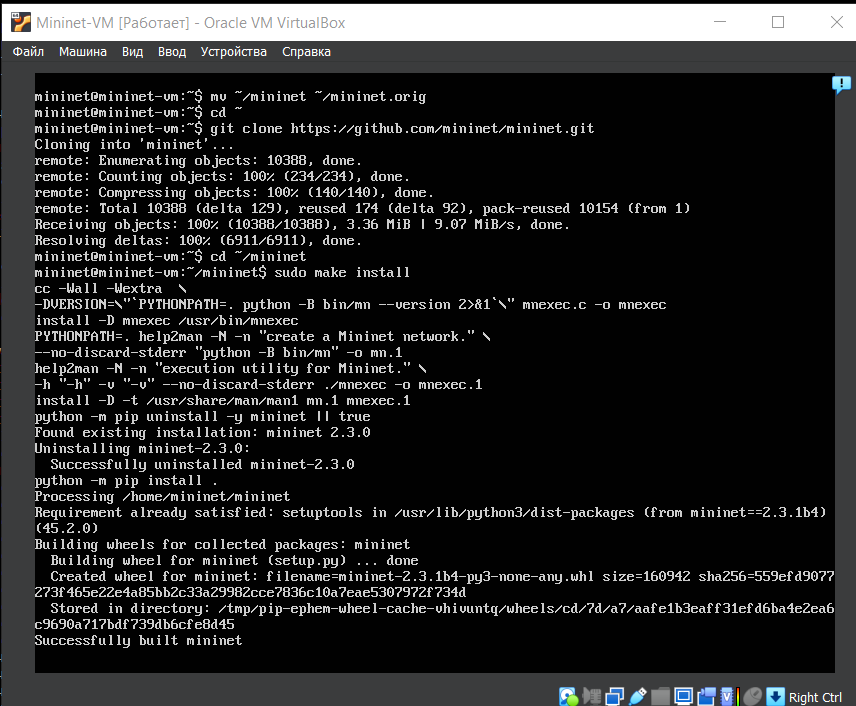 Mininet-VM [Работает] - Oracle VM VirtualBox
Файл Машина Вид Ввод Устройства Справка
mininet@mininet-vm:~$ mv ~/mininet ~/mininet.orig
mininet@mininet-vm:~$ cd ~
mininet@mininet-vm:~$ git clone https://github.com/mininet/mininet.git
Cloning into 'mininet'...
remote: Enumerating objects: 10388, done.
remote: Counting objects: 100% (234/234), done.
remote: Compressing objects: 100% (140/140), done.
remote: Total 10388 (delta 129), reused 174 (delta 92), pack-reused 10154 (from 1)
Receiving objects: 100% (10388/10388), 3.36 MiB | 9.07 MiB/s, done.
Resolving deltas: 100% (6911/6911), done.
mininet@mininet-vm:~$ cd ~/mininet
mininet@mininet-vm:~/mininet$ sudo make install
cc -Wall -Wextra  \
-DVERSION=\"`PYTHONPATH=. python -B bin/mn --version 2>&1`\" mnexec.c -o mnexec
install -D mnexec /usr/bin/mnexec
PYTHONPATH=. help2man -N -n "create a Mininet network." \
--no-discard-stderr "python -B bin/mn" -o mn.1
help2man -N -n "execution utility for Mininet." \
-h "-h" -v "-v" --no-discard-stderr ./mnexec -o mnexec.1
install -D -t /usr/share/man/man1 mn.1 mnexec.1
python -m pip uninstall -y mininet || true
Found existing installation: mininet 2.3.0
Uninstalling mininet-2.3.0:
  Successfully uninstalled mininet-2.3.0
python -m pip install .
Processing /home/mininet/mininet
Requirement already satisfied: setuptools in /usr/lib/python3/dist-packages (from mininet==2.3.1b4)
(45.2.0)
Building wheels for collected packages: mininet
  Building wheel for mininet (setup.py) ... done
  Created wheel for mininet: filename=mininet-2.3.1b4-py3-none-any.whl size=160942 sha256=559efd9077
273f465e22e4a85bb2c33a29982cce7836c10a7eae5307972f734d
  Stored in directory: /tmp/pip-ephem-wheel-cache-vhivuntq/wheels/cd/7d/a7/aafe1b3eaff31efd6ba4e2ea6
c9690a717bdf739db6cfe8d45
Successfully built mininet
Right Ctrl